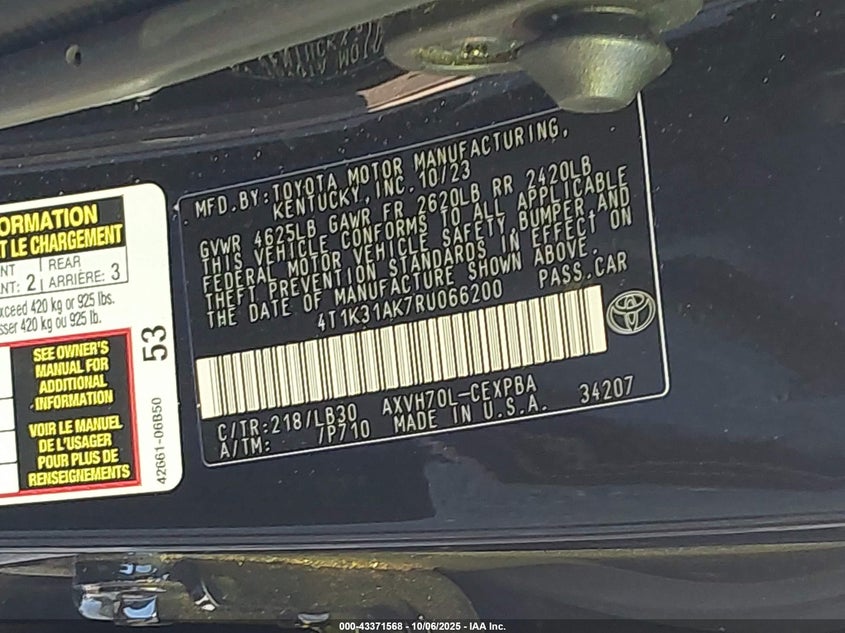 MFD.BY: TOYOTA MOTOR MANUFACTURING,
KENTUCKY, INC. 10/23
GVWR 4625LB GAWR FR 2620LB RR 2420LB
THIS VEHICLE CONFORMS TO ALL APPLICABLE
FEDERAL MOTOR VEHICLE SAFETY, BUMPER AND
THEFT PREVENTION STANDARDS IN EFFECT ON
THE DATE OF MANUFACTURE SHOWN ABOVE.
4T1K31AK7RU066200 PASS.CAR
C/TR:218/LB30 AXVH70L-CEXPBA
A/TM: /P710 MADE IN U.S.A. 34207
ORMATION
T LE CHARGEMENT
NT REAR
ANT: 2 ARRIÈRE: 3
xceed 420 kg or 925 lbs.
sser 420 kg ou 925 lb.
SEE OWNER'S
MANUAL FOR
ADDITIONAL
INFORMATION
VOIR LE MANUEL
DE L'USAGER
POUR PLUS DE
RENSEIGNEMENTS
53
42661-06B50
000-43371568 - 10/06/2025 - IAA Inc.